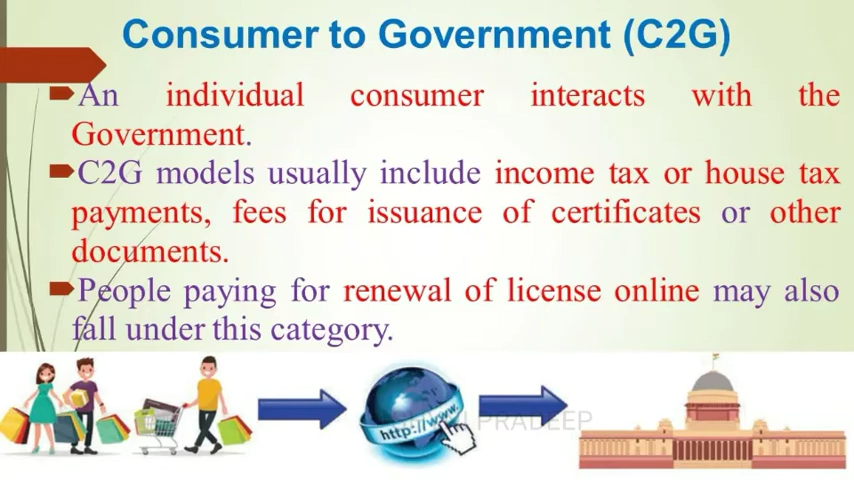 Consumer to Government (C2G)
An individual consumer interacts with the
Government.
C2G models usually include income tax or house tax
payments, fees for issuance of certificates or other
documents.
People paying for renewal of license online may also
fall under this category.
http://www.
PRADEEP